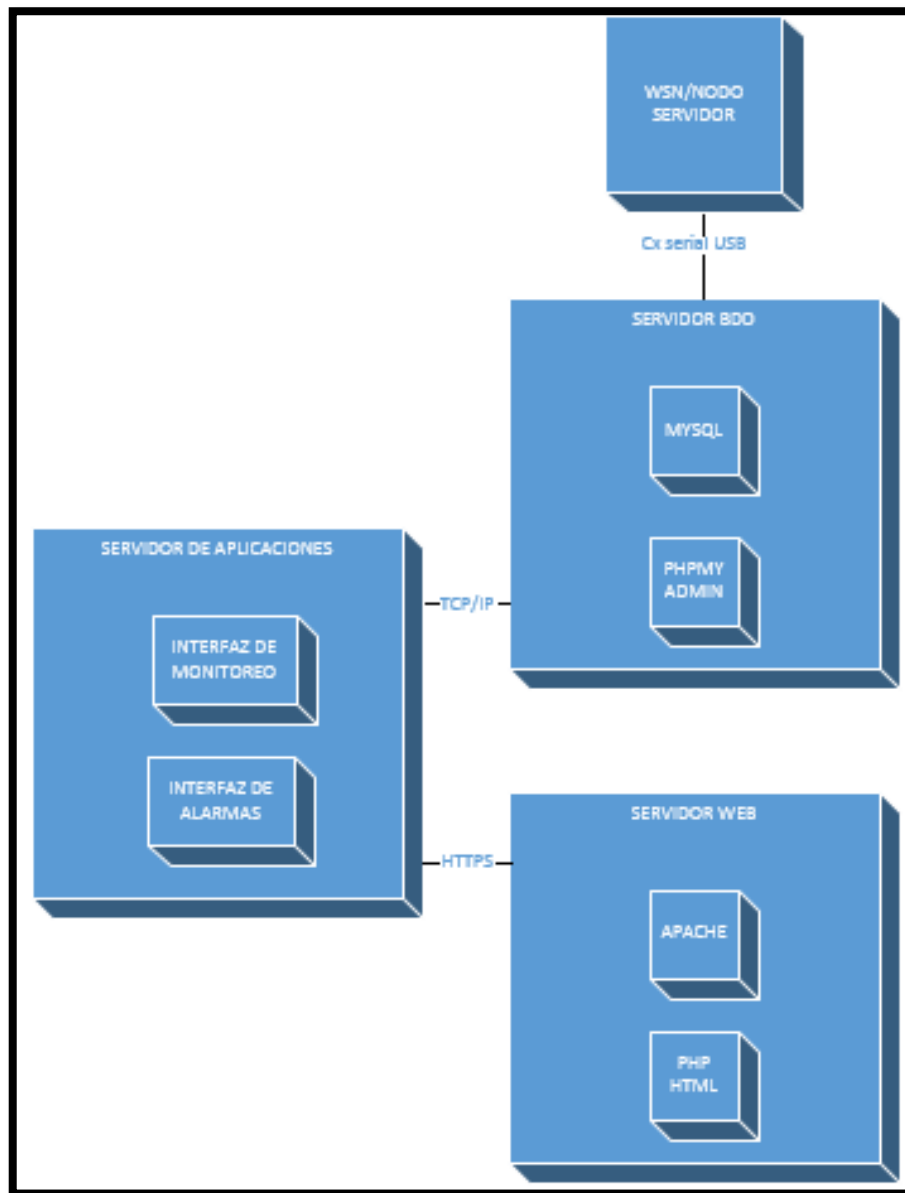 WSN/NODO
SERVIDOR
Cx serial USB
SERVIDOR BDO
MYSQL
PHPMY
ADMIN
TCP/IP
SERVIDOR DE APLICACIONES
INTERFAZ DE
MONITOREO
INTERFAZ DE
ALARMAS
HTTPS
SERVIDOR WEB
APACHE
PHP
HTML